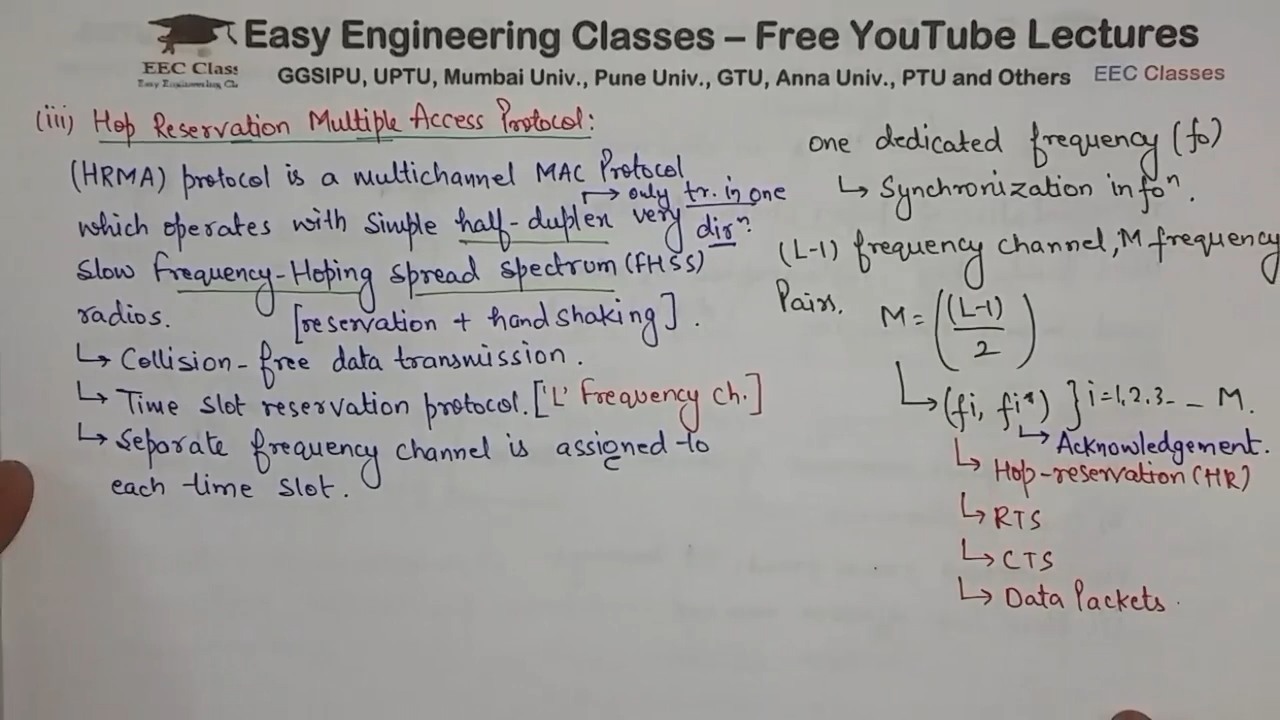 Easy Engineering Classes – Free YouTube Lectures
EEC Class
GGSIPU, UPTU, Mumbai Univ., Pune Univ., GTU, Anna Univ., PTU and Others
EEC Classes
(iii) Hop Reservation Multiple Access Protocol:
(HRMA) protocol is a multichannel MAC Protocol
→ only tr. in one dirⁿ.
which operates with simple half-duplex very
slow frequency-Hoping spread spectrum (FHSS)
radios. [reservation + handshaking].
↳ Collision-free data transmission.
↳ Time slot reservation protocol. ['L' Frequency Ch.]
↳ Separate frequency channel is assigned to
each time slot.
one dedicated frequency (fo)
↳ Synchronization infoⁿ.
(L-1) frequency channel, M frequency
Pairs. M = ((L-1)/2)
↳ (fi, fi*) } i=1,2,3-- M.
↳ Acknowledgement.
↳ Hop-reservation (HR)
↳ RTS
↳ CTS
↳ Data Packets.